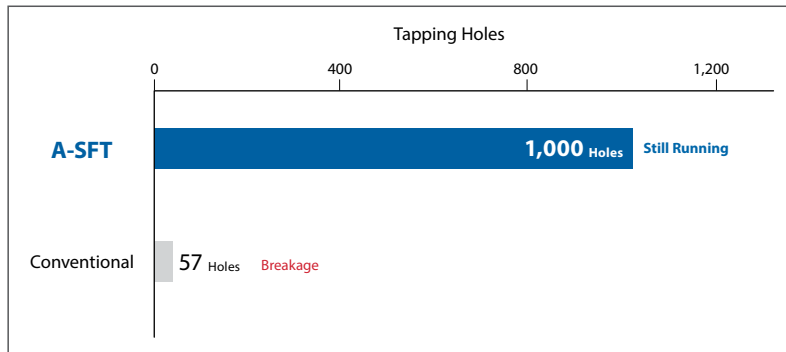 Tapping Holes
0 400 800 1,200
A-SFT 1,000 Holes Still Running
Conventional 57 Holes Breakage